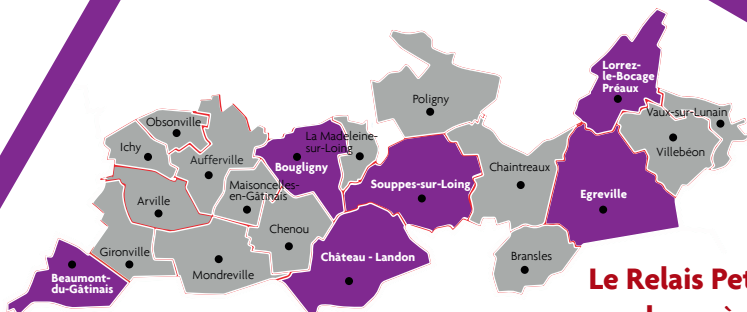 Lorrez-
le-Bocage
Préaux
Poligny
Vaux-sur-Lunain
Obsonville
La Madeleine-
sur-Loing
Ichy
Villebéon
Aufferville
Bougligny
Chaintreaux
Maisoncelles-
en-Gâtinais
Souppes-sur-Loing
Egreville
Arville
Chenou
Gironville
Château - Landon
Bransles
Mondreville
Beaumont-
du-Gâtinais
Le Relais Pet